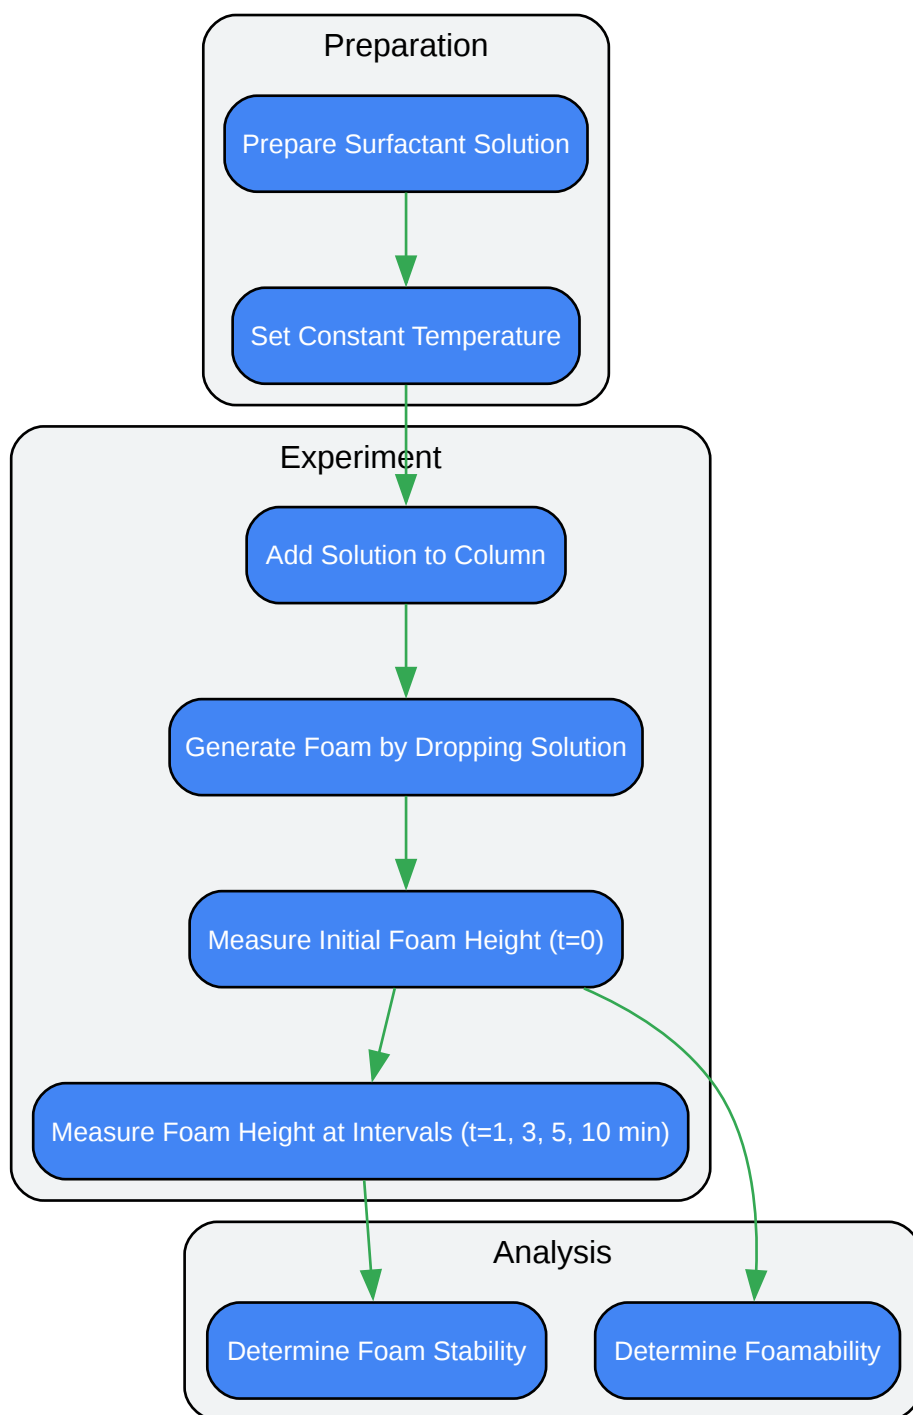 Preparation
Prepare Surfactant Solution
Set Constant Temperature
Experiment
Add Solution to Column
Generate Foam by Dropping Solution
Measure Initial Foam Height (t=0)
Measure Foam Height at Intervals (t=1, 3, 5, 10 min)
Analysis
Determine Foam Stability
Determine Foamability